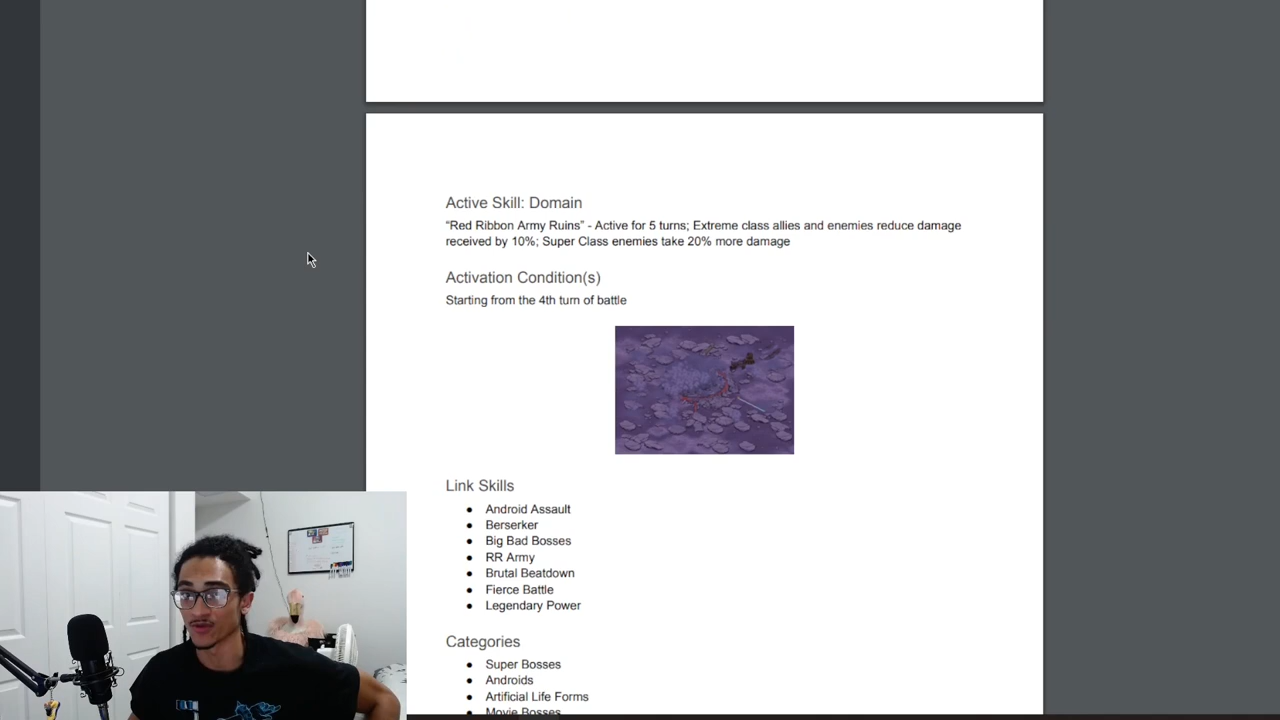 Active Skill: Domain
“Red Ribbon Army Ruins” - Active for 5 turns; Extreme class allies and enemies reduce damage
received by 10%; Super Class enemies take 20% more damage
Activation Condition(s)
Starting from the 4th turn of battle
Link Skills
● Android Assault
● Berserker
● Big Bad Bosses
● RR Army
● Brutal Beatdown
● Fierce Battle
● Legendary Power
Categories
● Super Bosses
● Androids
● Artificial Life Forms
● Movie Bosses